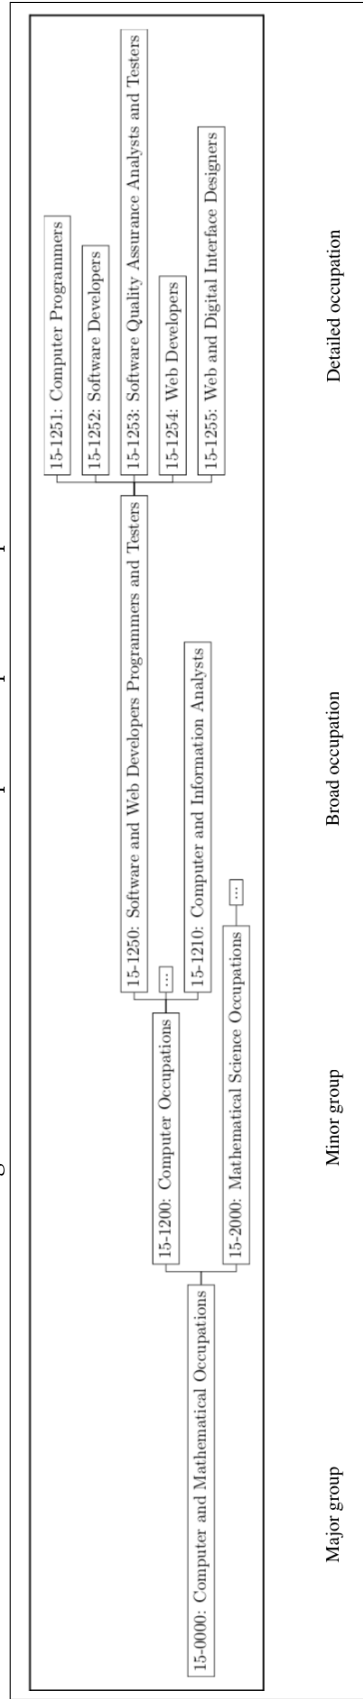 15-0000: Computer and Mathematical Occupations
15-1200: Computer Occupations
15-2000: Mathematical Science Occupations
15-1250: Software and Web Developers Programmers and Testers
...
15-1210: Computer and Information Analysts
...
15-1251: Computer Programmers
15-1252: Software Developers
15-1253: Software Quality Assurance Analysts and Testers
15-1254: Web Developers
15-1255: Web and Digital Interface Designers
Major group
Minor group
Broad occupation
Detailed occupation